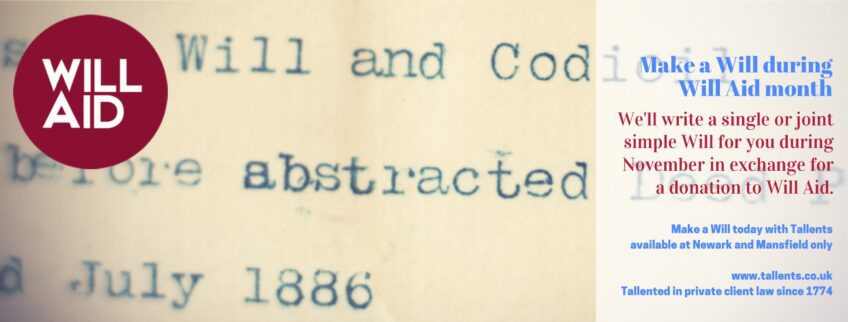 WILL
AID
Will and Codicil
before abstracted Deed P
d July 1886
Make a Will during
Will Aid month
We'll write a single or joint
simple Will for you during
November in exchange for
a donation to Will Aid.
Make a Will today with Tallents
available at Newark and Mansfield only
www.tallents.co.uk
Tallented in private client law since 1774